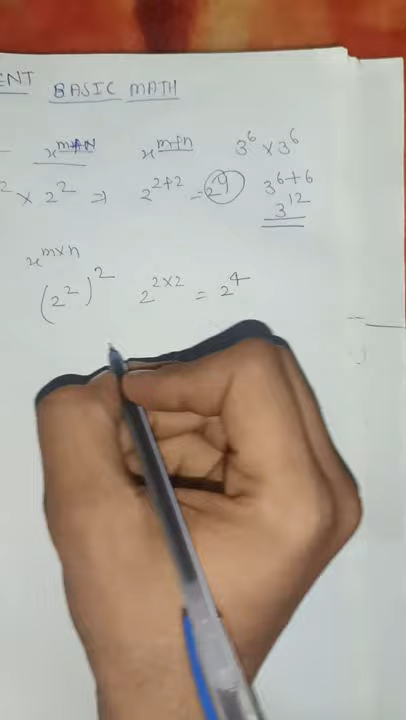 ENT BASIC MATH
x^{m+n} x^{m+n} 3^6 × 3^6
^2 × 2^2 ⇒ 2^{2+2} = 2^4 3^{6+6}
3^{12}
x^{m×n}
(2^2)^2 2^{2×2} = 2^4